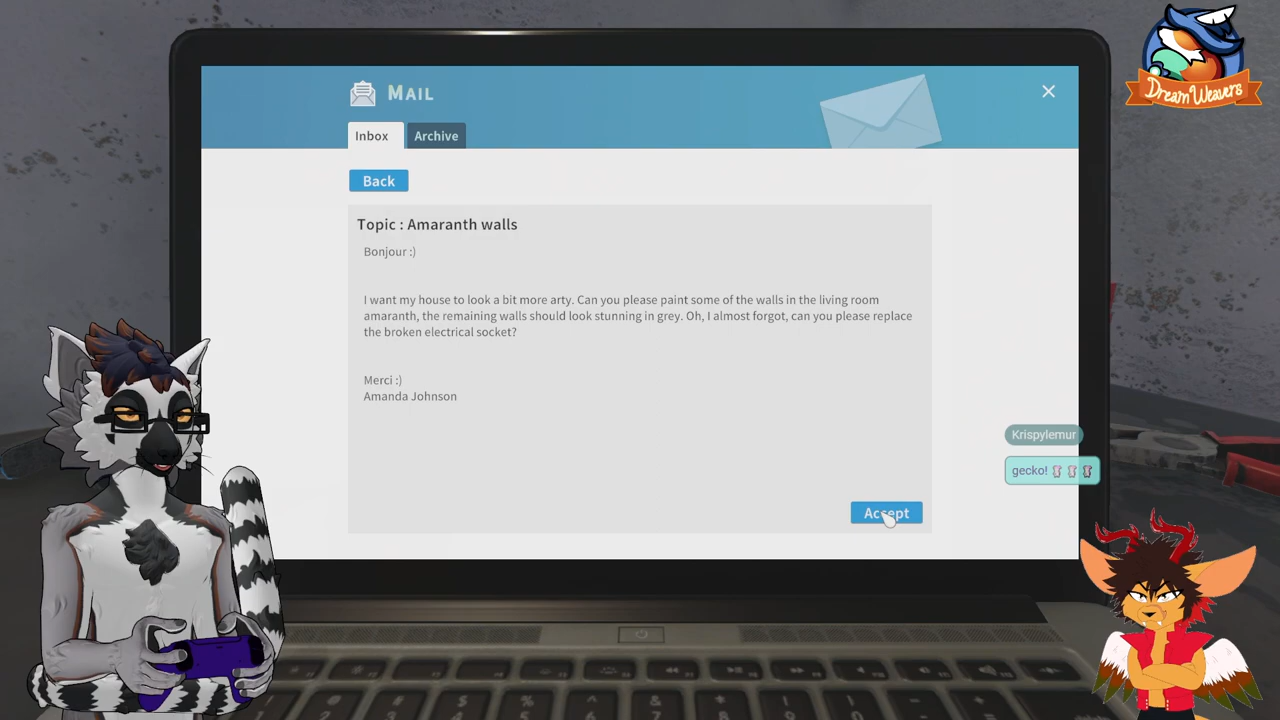 Dream Weavers
MAIL
Inbox
Archive
Back
Topic : Amaranth walls
Bonjour :)
I want my house to look a bit more arty. Can you please paint some of the walls in the living room
amaranth, the remaining walls should look stunning in grey. Oh, I almost forgot, can you please replace
the broken electrical socket?
Merci :)
Amanda Johnson
Krispylemur
gecko!
Accept